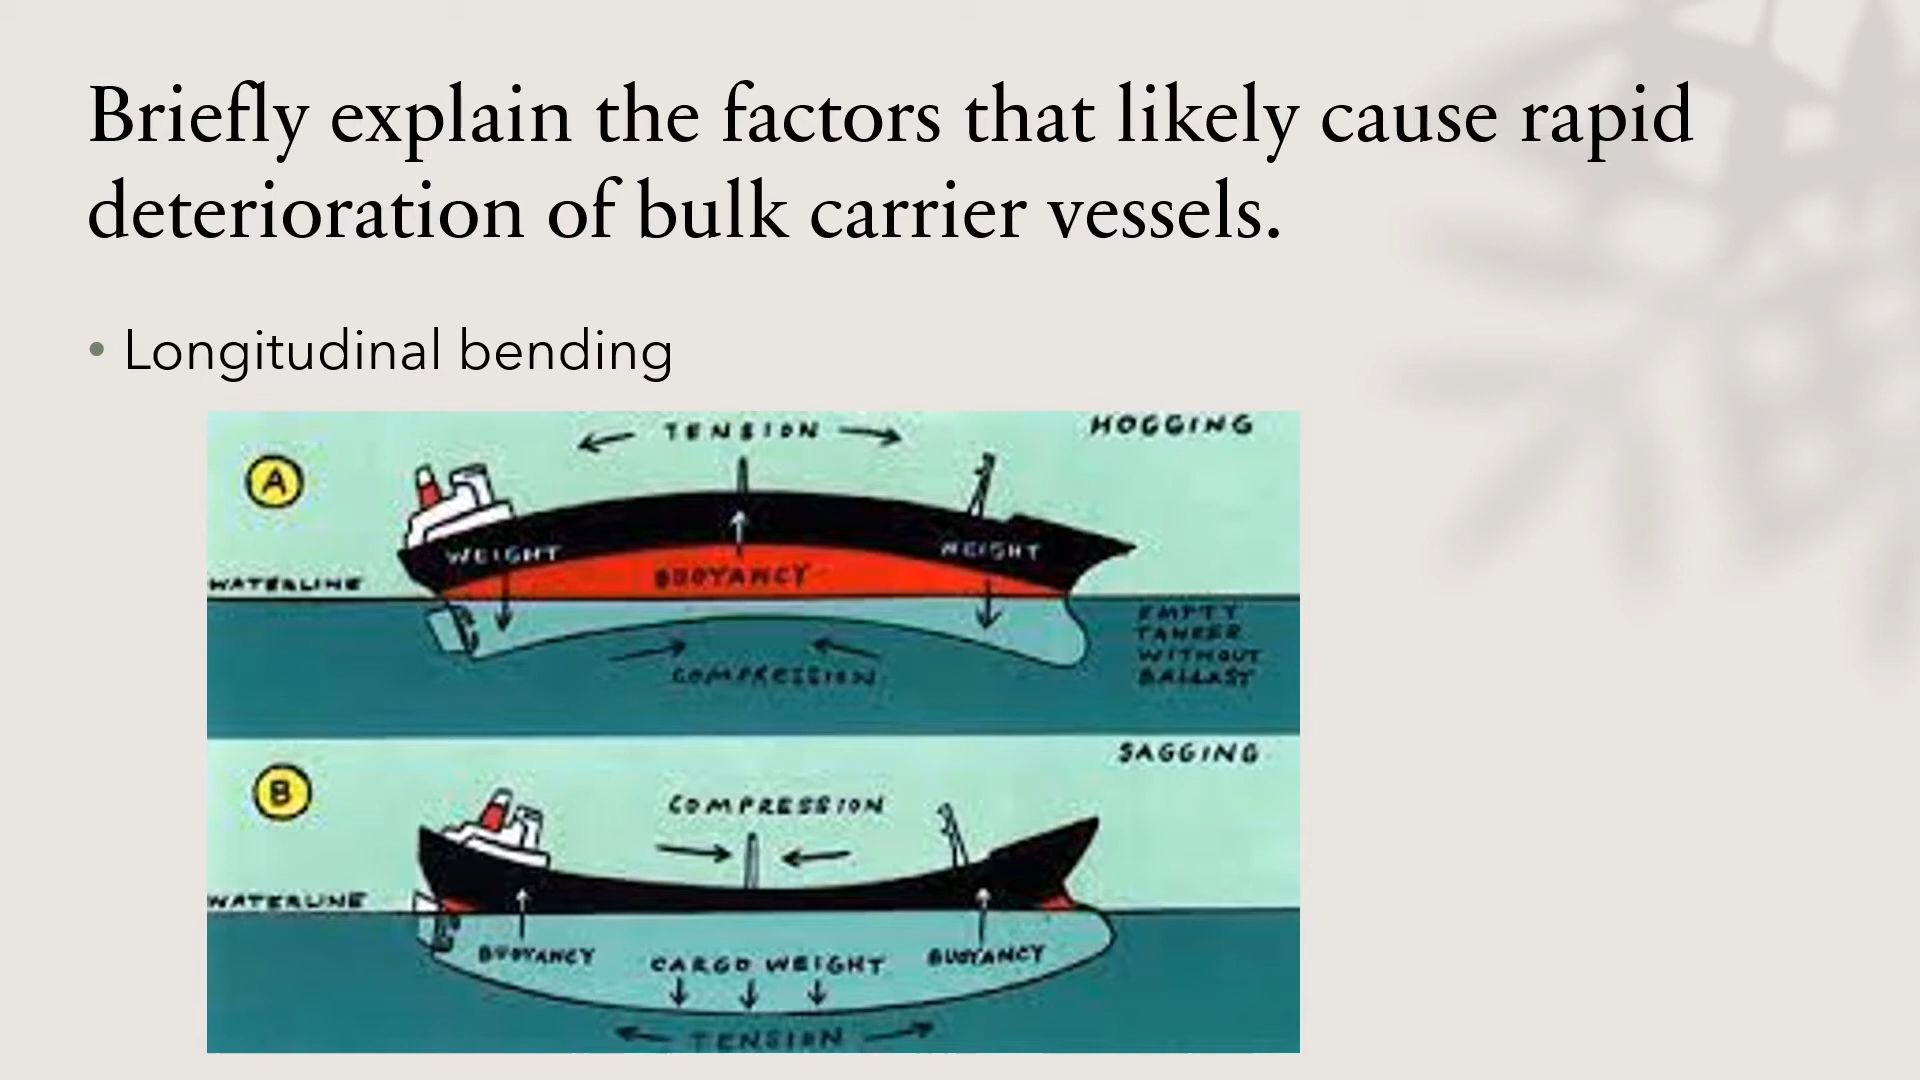 Briefly explain the factors that likely cause rapid
deterioration of bulk carrier vessels.
• Longitudinal bending
TENSION
HOGGING
A
WEIGHT
WEIGHT
BUOYANCY
WATERLINE
EMPTY
TANKER
WITHOUT
BALLAST
COMPRESSION
SAGGING
B
COMPRESSION
WATERLINE
BUOYANCY
CARGO WEIGHT
BUOYANCY
TENSION